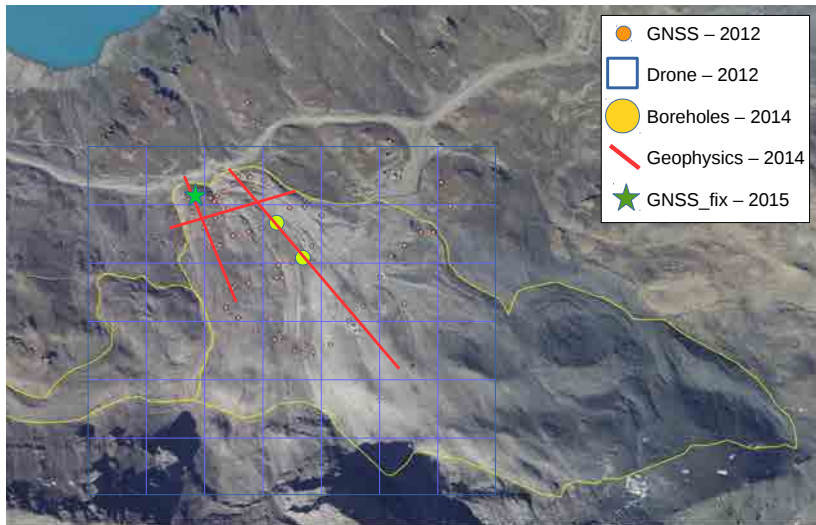 GNSS – 2012
Drone – 2012
Boreholes – 2014
Geophysics – 2014
GNSS_fix – 2015